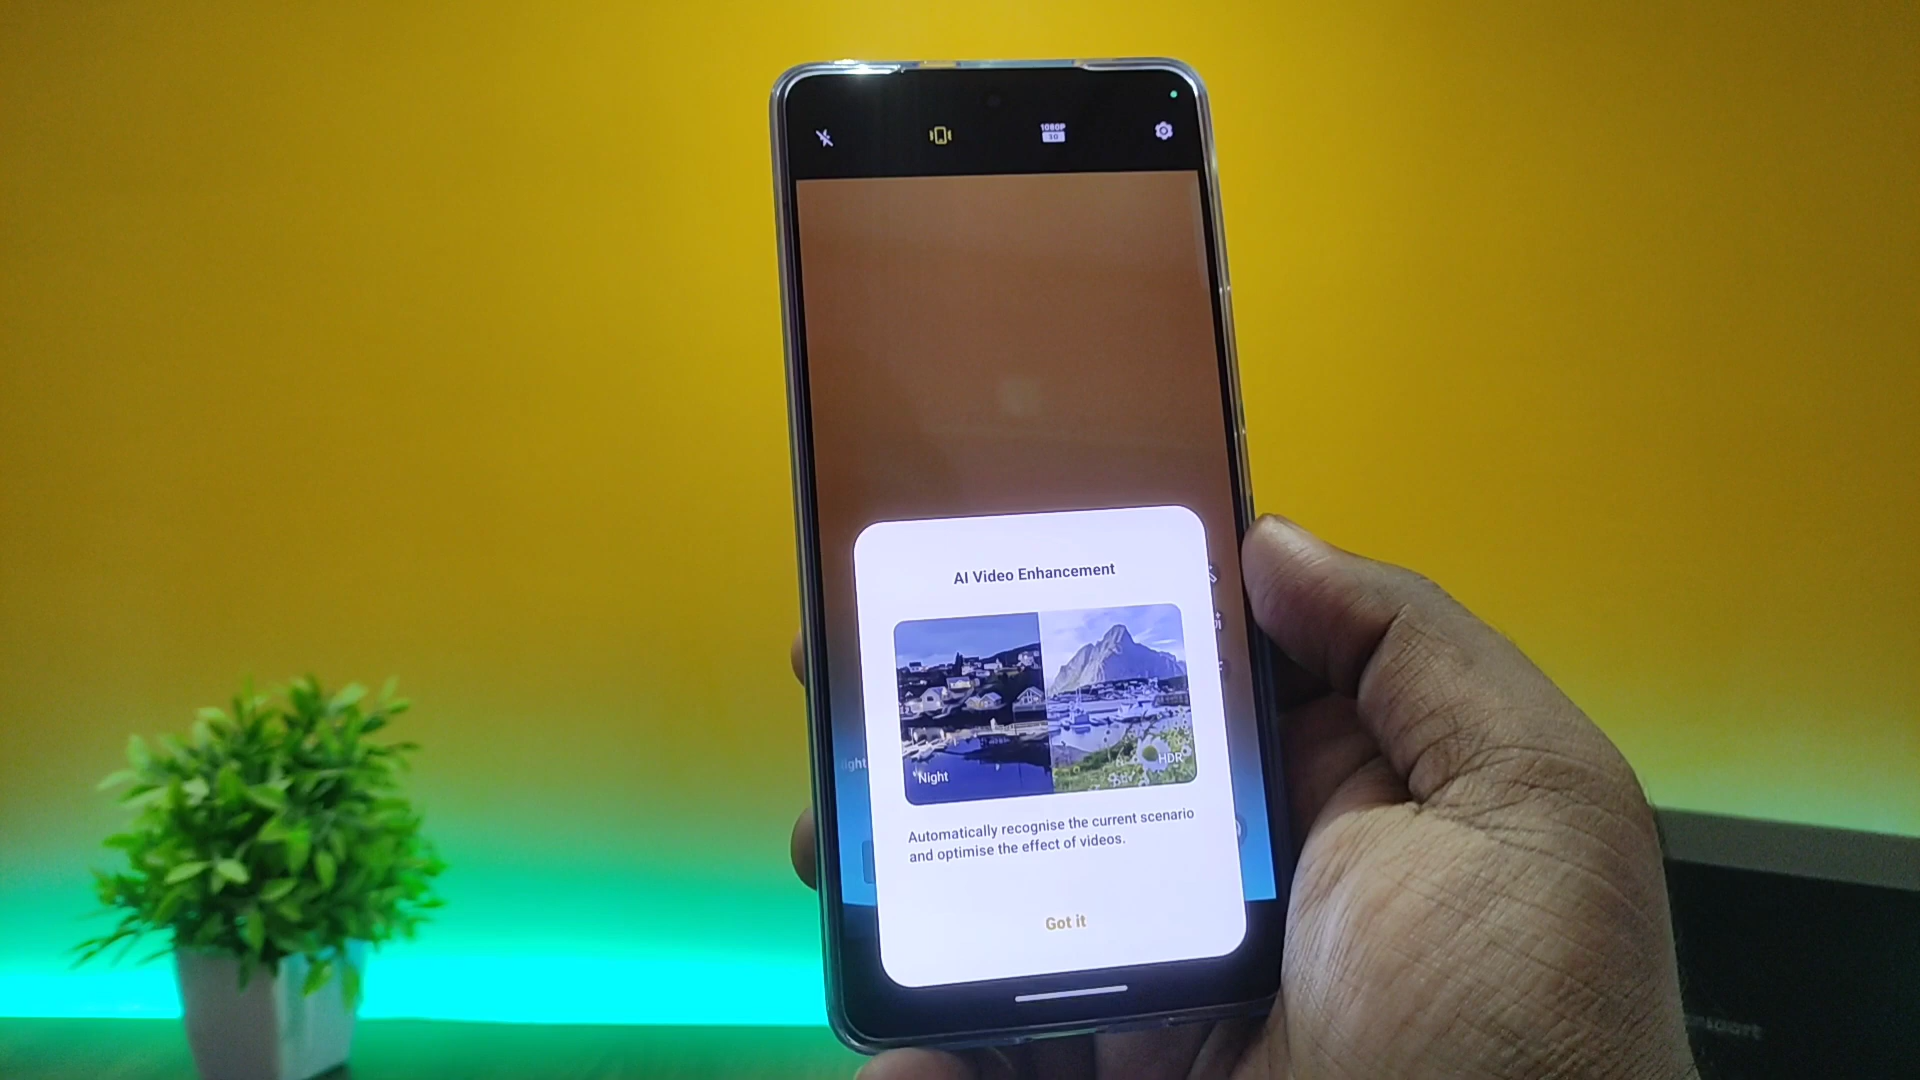 1080P
30
AI Video Enhancement
Night
HDR
Automatically recognise the current scenario
and optimise the effect of videos.
Got it